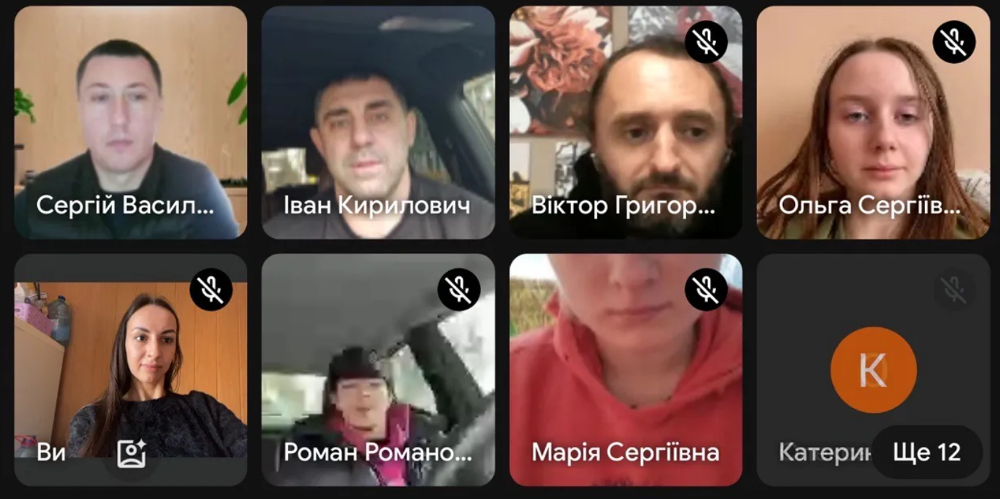 Сергій Васил...
Іван Кирилович
Віктор Григор...
Ольга Сергіїв...
Ви
Роман Романо...
Марія Сергіївна
К
Катерин
Ще 12